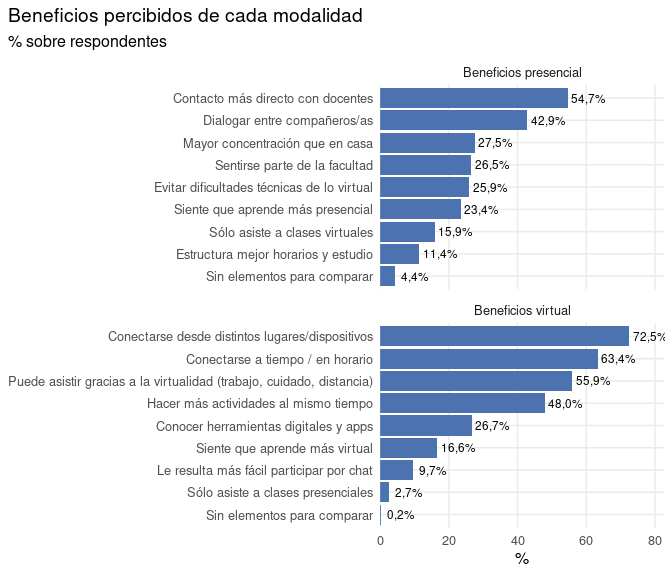 Beneficios percibidos de cada modalidad
% sobre respondentes
Beneficios presencial
Contacto más directo con docentes 54,7%
Dialogar entre compañeros/as 42,9%
Mayor concentración que en casa 27,5%
Sentirse parte de la facultad 26,5%
Evitar dificultades técnicas de lo virtual 25,9%
Siente que aprende más presencial 23,4%
Sólo asiste a clases virtuales 15,9%
Estructura mejor horarios y estudio 11,4%
Sin elementos para comparar 4,4%
Beneficios virtual
Conectarse desde distintos lugares/dispositivos 72,5%
Conectarse a tiempo / en horario 63,4%
Puede asistir gracias a la virtualidad (trabajo, cuidado, distancia) 55,9%
Hacer más actividades al mismo tiempo 48,0%
Conocer herramientas digitales y apps 26,7%
Siente que aprende más virtual 16,6%
Le resulta más fácil participar por chat 9,7%
Sólo asiste a clases presenciales 2,7%
Sin elementos para comparar 0,2%
0 20 40 60 80
%